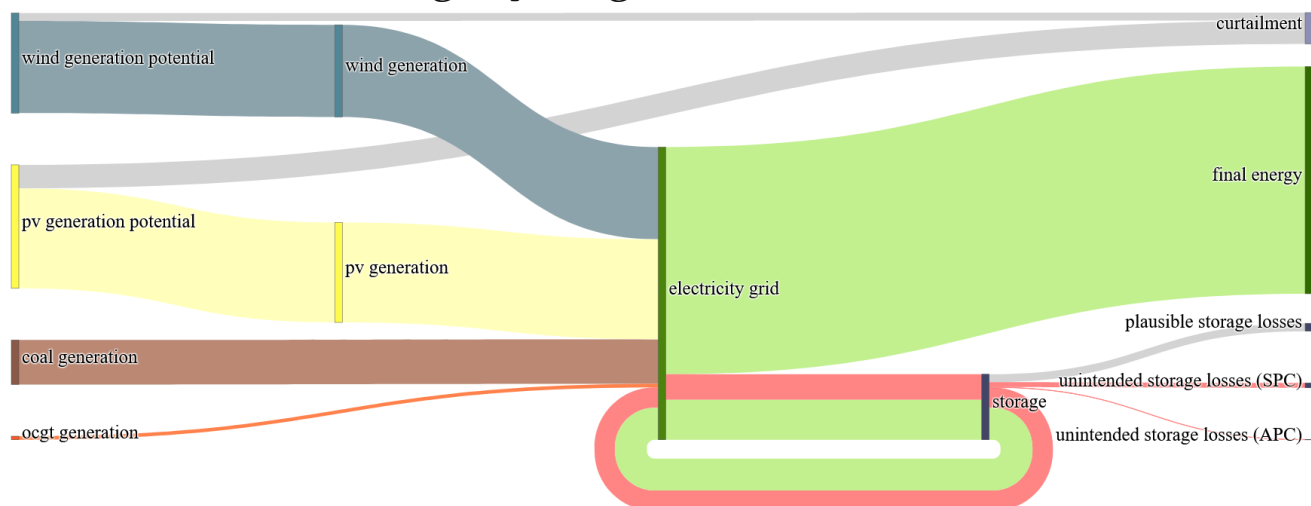 curtailment
wind generation potential
wind generation
final energy
pv generation potential
pv generation
electricity grid
plausible storage losses
coal generation
unintended storage losses (SPC)
storage
ocgt generation
unintended storage losses (APC)